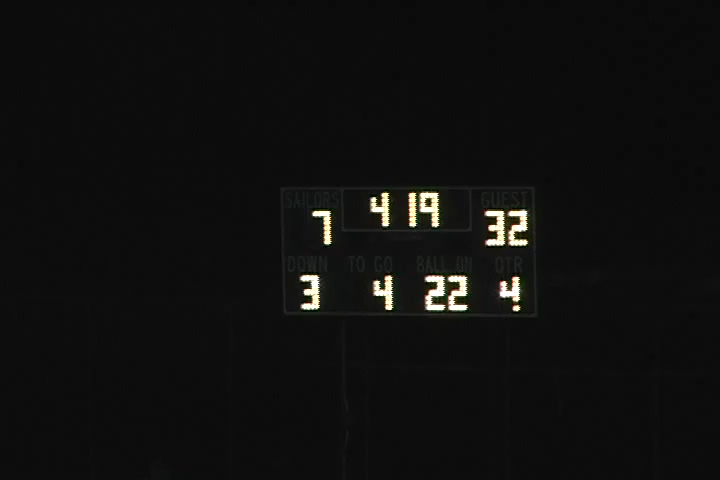 SAILORS 4 19 GUEST
7 32
DOWN TO GO BALL ON QTR
3 4 22 4